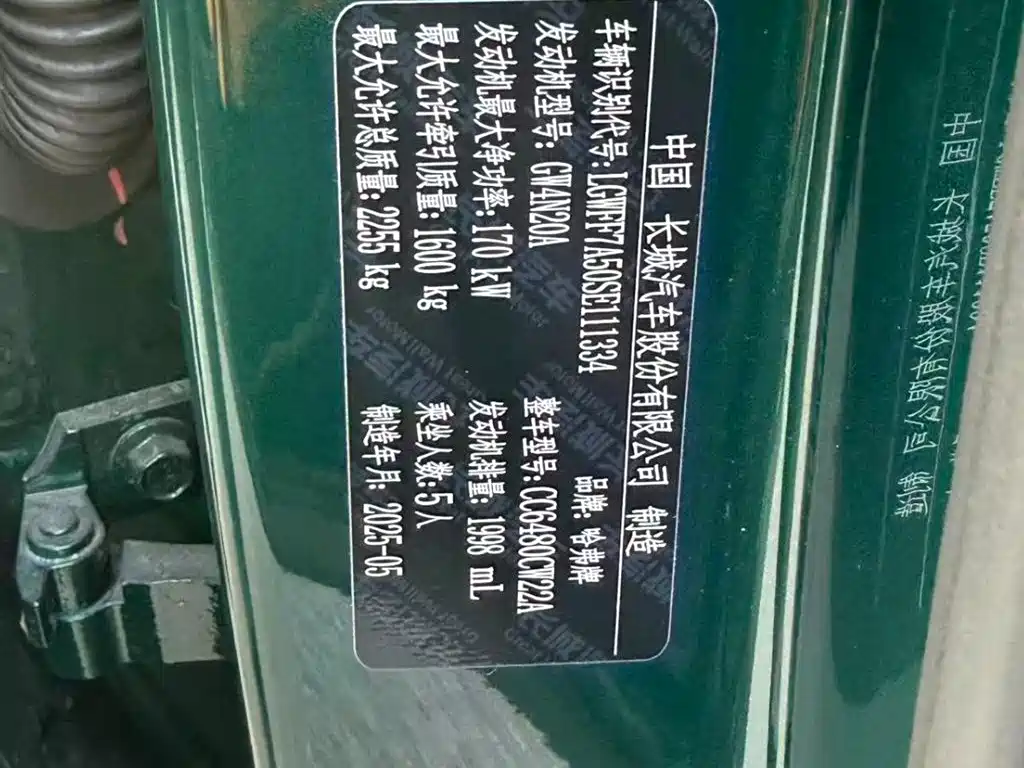 中国 长城汽车股份有限公司 制造
车辆识别代号:LGWFF7A50SE111334 品牌: 哈弗牌
发动机型号: GW4N20A 整车型号:CC6480CW22A
发动机最大净功率:170 kW 发动机排量: 1998 mL
最大允许牵引质量:1600 kg 乘坐人数:5人
最大允许总质量:2255 kg 制造年月: 2025-05